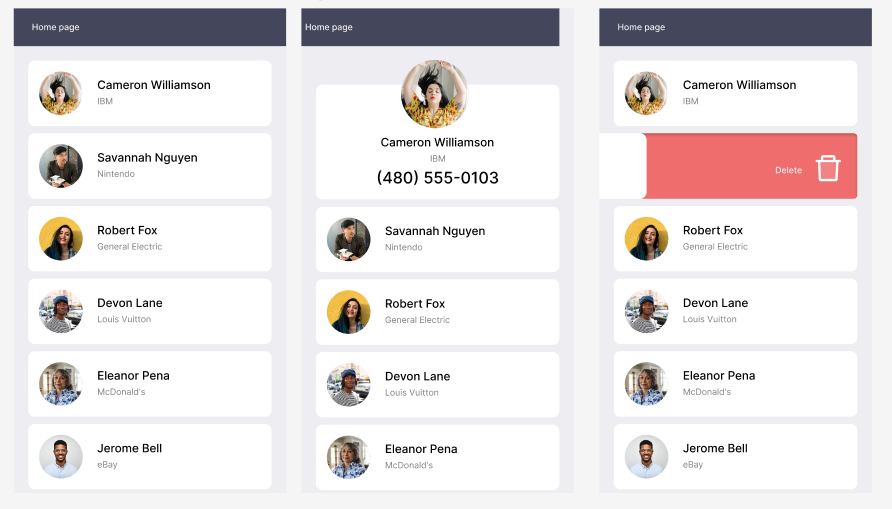 Home page
Cameron Williamson
IBM
Savannah Nguyen
Nintendo
Robert Fox
General Electric
Devon Lane
Louis Vuitton
Eleanor Pena
McDonald's
Jerome Bell
eBay
Home page
Cameron Williamson
IBM
(480) 555-0103
Savannah Nguyen
Nintendo
Robert Fox
General Electric
Devon Lane
Louis Vuitton
Eleanor Pena
McDonald's
Home page
Cameron Williamson
IBM
Delete
Robert Fox
General Electric
Devon Lane
Louis Vuitton
Eleanor Pena
McDonald's
Jerome Bell
eBay